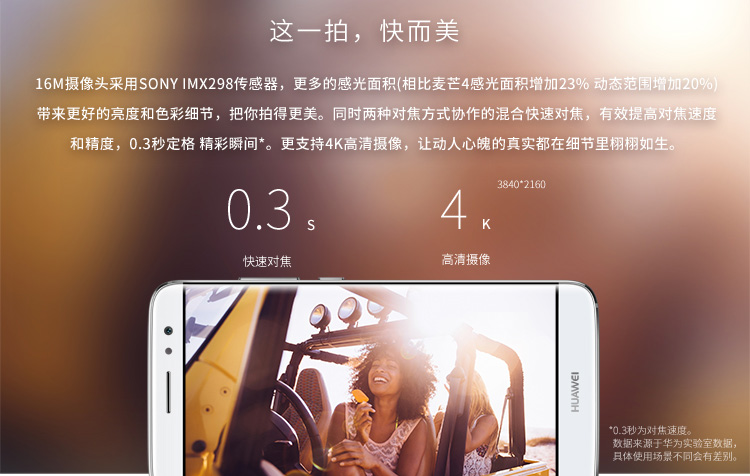 这一拍，快而美
16M摄像头采用SONY IMX298传感器，更多的感光面积(相比麦芒4感光面积增加23% 动态范围增加20%)
带来更好的亮度和色彩细节，把你拍得更美。同时两种对焦方式协作的混合快速对焦，有效提高对焦速度
和精度，0.3秒定格 精彩瞬间*。更支持4K高清摄像，让动人心魄的真实都在细节里栩栩如生。
0.3 S
快速对焦
3840*2160
4 K
高清摄像
HUAWEI
*0.3秒为对焦速度。
数据来源于华为实验室数据，
具体使用场景不同会有差别。